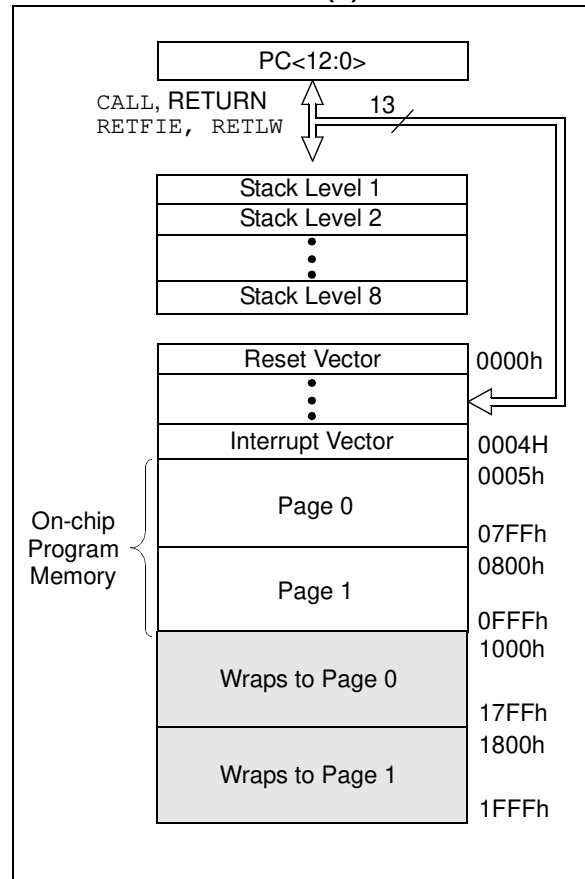 PC<12:0>
CALL, RETURN
RETFIE, RETLW
13
Stack Level 1
Stack Level 2
Stack Level 8
Reset Vector
0000h
Interrupt Vector
0004H
0005h
On-chip
Program
Memory
Page 0
07FFh
0800h
Page 1
0FFFh
1000h
Wraps to Page 0
17FFh
1800h
Wraps to Page 1
1FFFh